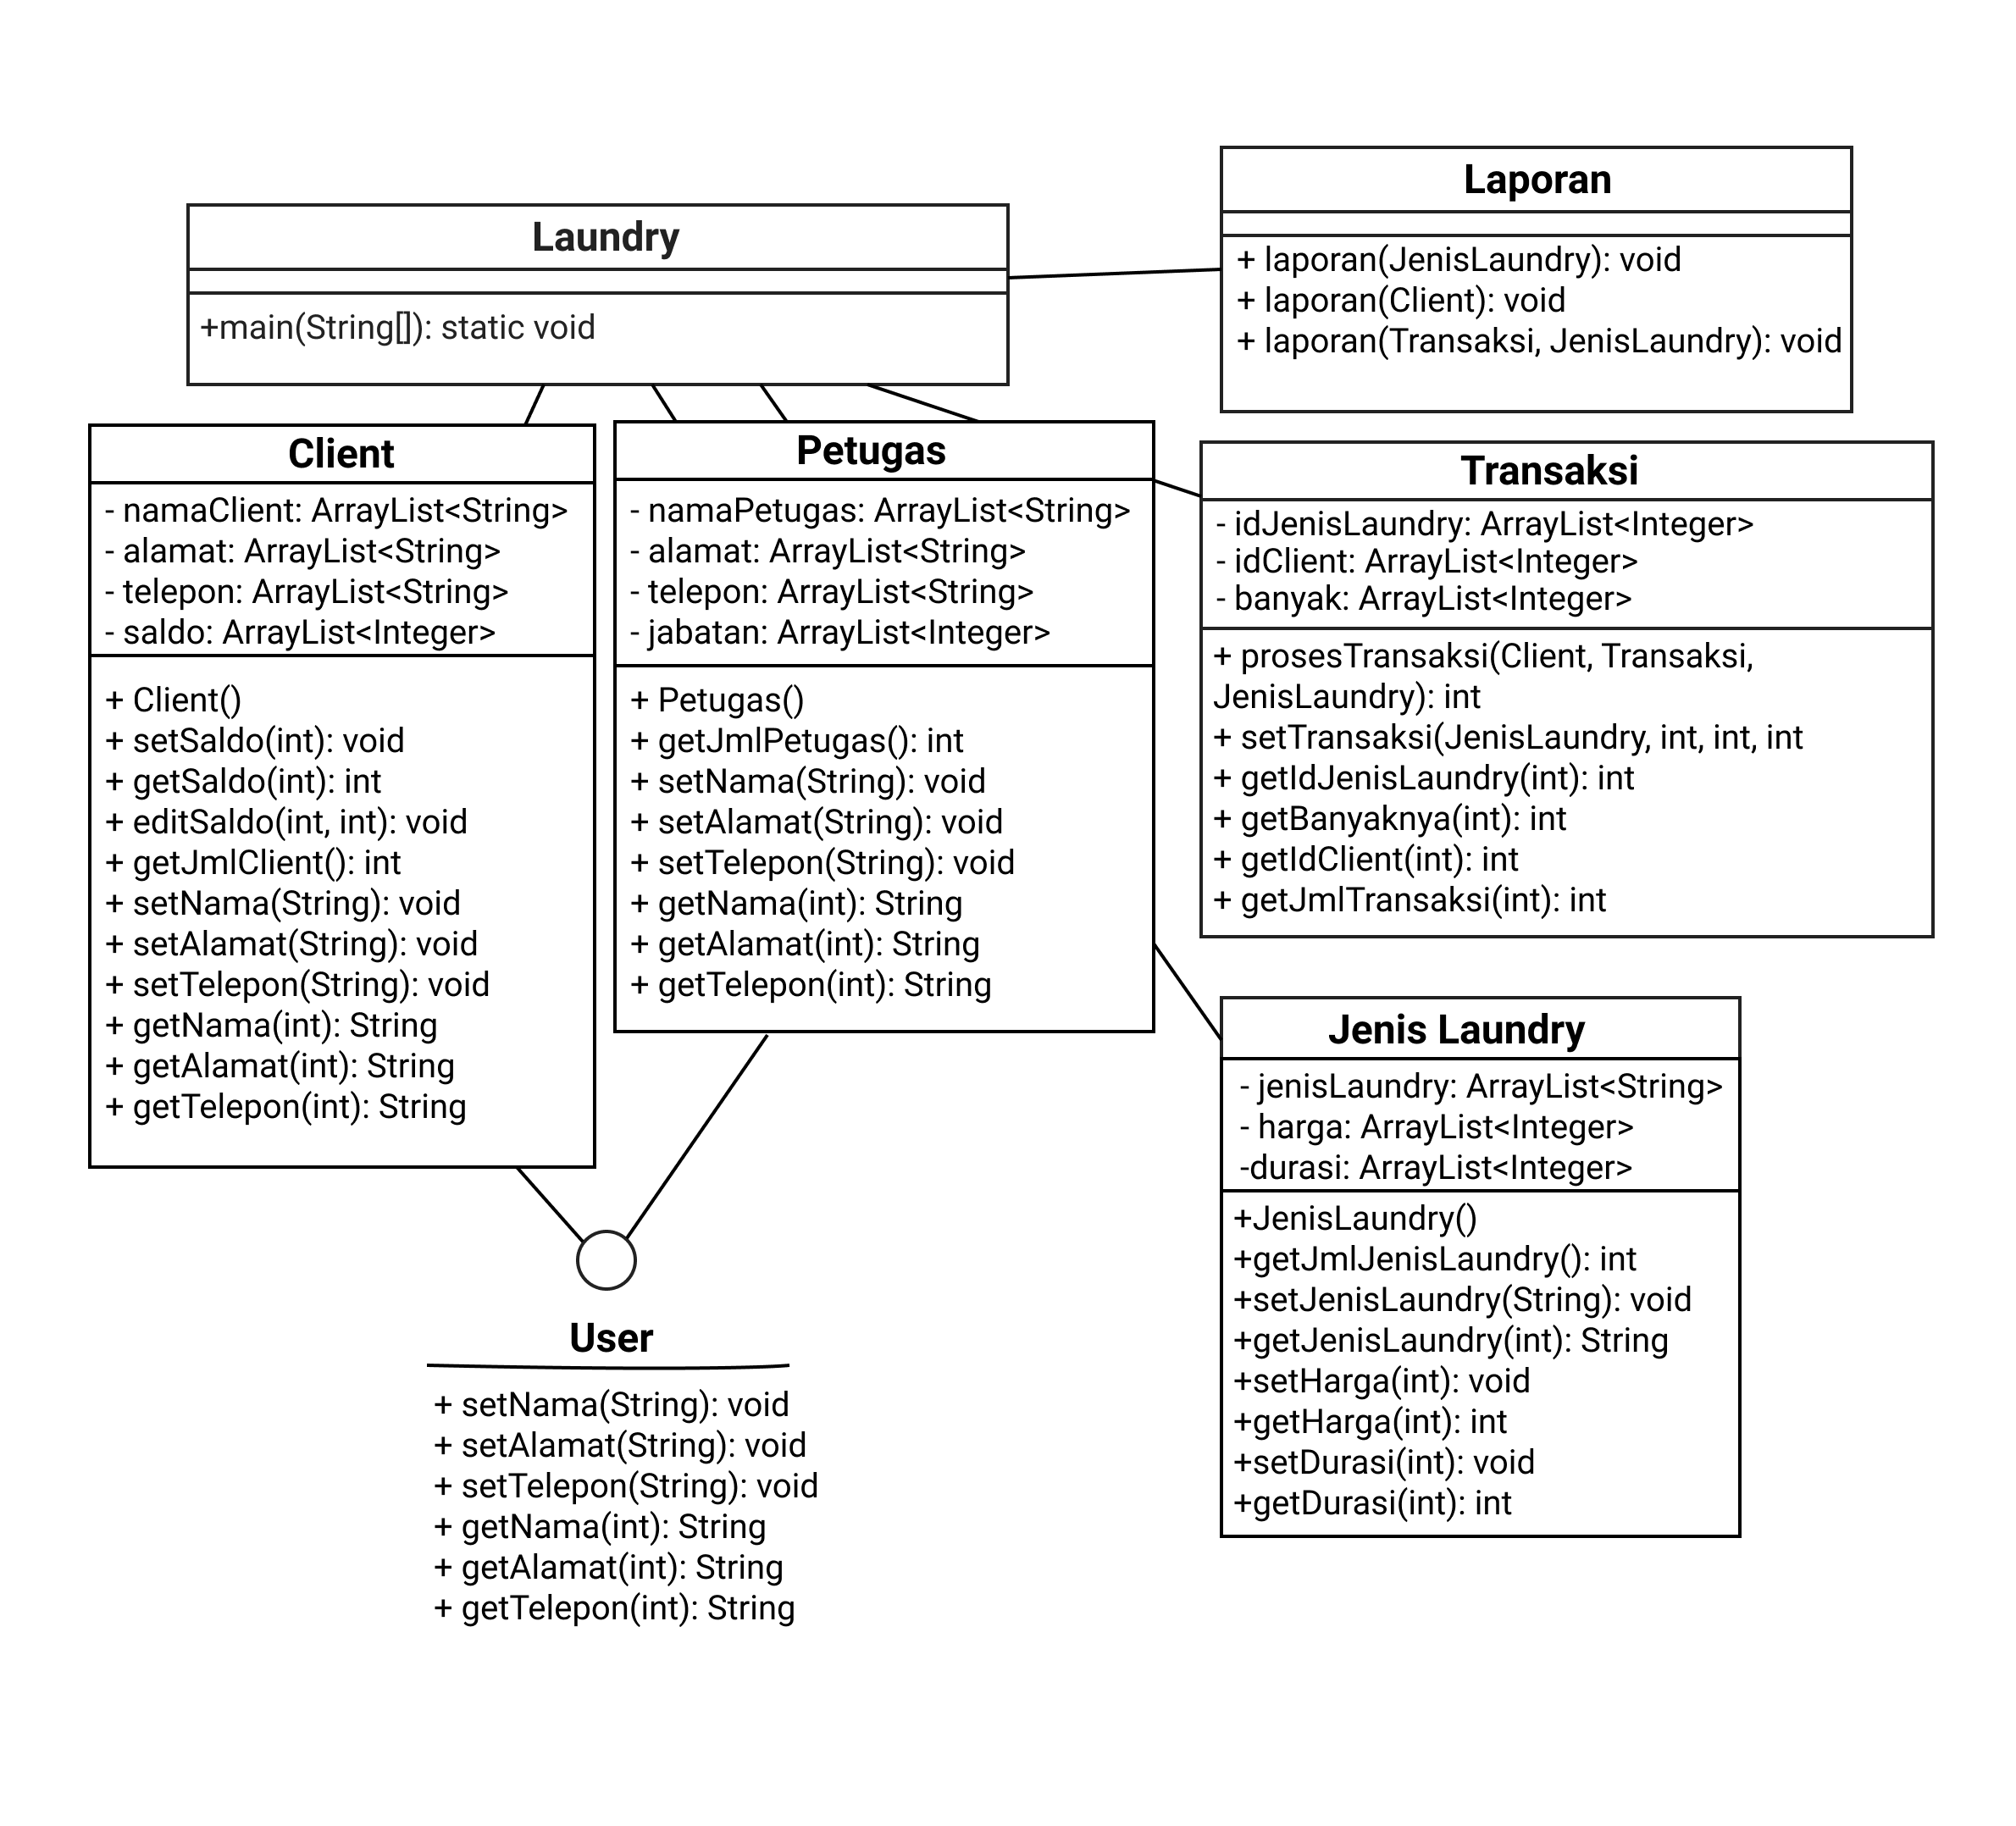 Laundry
+main(String[]): static void
Laporan
+ laporan(JenisLaundry): void
+ laporan(Client): void
+ laporan(Transaksi, JenisLaundry): void
Client
- namaClient: ArrayList<String>
- alamat: ArrayList<String>
- telepon: ArrayList<String>
- saldo: ArrayList<Integer>
+ Client()
+ setSaldo(int): void
+ getSaldo(int): int
+ editSaldo(int, int): void
+ getJmlClient(): int
+ setNama(String): void
+ setAlamat(String): void
+ setTelepon(String): void
+ getNama(int): String
+ getAlamat(int): String
+ getTelepon(int): String
Petugas
- namaPetugas: ArrayList<String>
- alamat: ArrayList<String>
- telepon: ArrayList<String>
- jabatan: ArrayList<Integer>
+ Petugas()
+ getJmlPetugas(): int
+ setNama(String): void
+ setAlamat(String): void
+ setTelepon(String): void
+ getNama(int): String
+ getAlamat(int): String
+ getTelepon(int): String
Transaksi
- idJenisLaundry: ArrayList<Integer>
- idClient: ArrayList<Integer>
- banyak: ArrayList<Integer>
+ prosesTransaksi(Client, Transaksi,
JenisLaundry): int
+ setTransaksi(JenisLaundry, int, int, int
+ getIdJenisLaundry(int): int
+ getBanyaknya(int): int
+ getIdClient(int): int
+ getJmlTransaksi(int): int
Jenis Laundry
- jenisLaundry: ArrayList<String>
- harga: ArrayList<Integer>
-durasi: ArrayList<Integer>
+JenisLaundry()
+getJmlJenisLaundry(): int
+setJenisLaundry(String): void
+getJenisLaundry(int): String
+setHarga(int): void
+getHarga(int): int
+setDurasi(int): void
+getDurasi(int): int
User
+ setNama(String): void
+ setAlamat(String): void
+ setTelepon(String): void
+ getNama(int): String
+ getAlamat(int): String
+ getTelepon(int): String